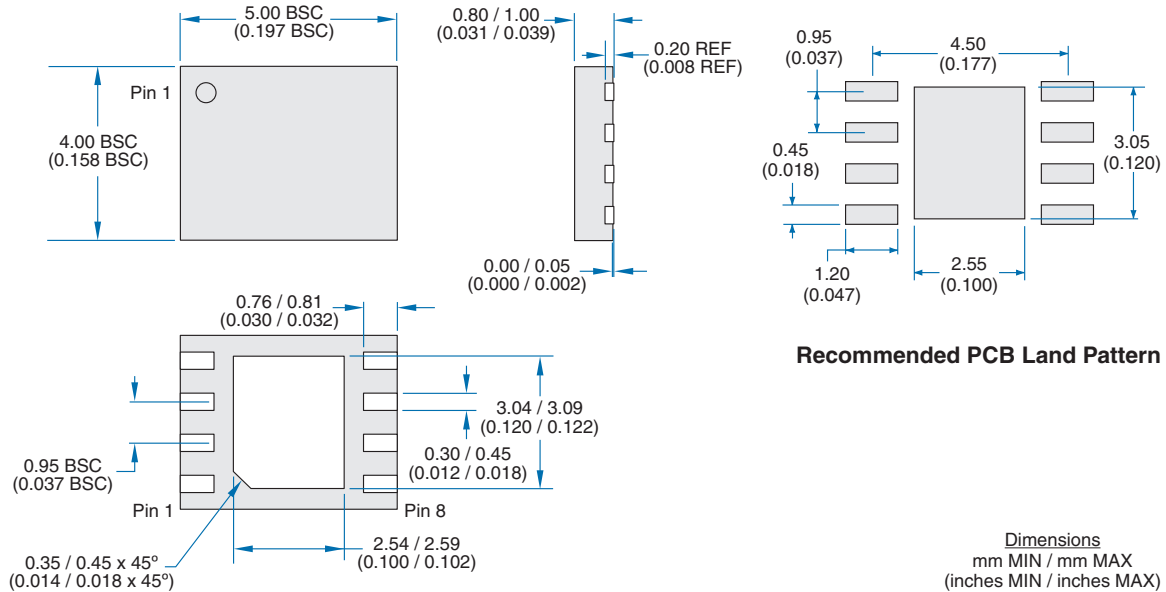 5.00 BSC
(0.197 BSC)
Pin 1
4.00 BSC
(0.158 BSC)
0.80 / 1.00
(0.031 / 0.039)
0.20 REF
(0.008 REF)
0.00 / 0.05
(0.000 / 0.002)
0.95
(0.037)
4.50
(0.177)
0.45
(0.018)
3.05
(0.120)
1.20
(0.047)
2.55
(0.100)
Recommended PCB Land Pattern
0.76 / 0.81
(0.030 / 0.032)
3.04 / 3.09
(0.120 / 0.122)
0.30 / 0.45
(0.012 / 0.018)
0.95 BSC
(0.037 BSC)
Pin 1
Pin 8
0.35 / 0.45 x 45º
(0.014 / 0.018 x 45º)
2.54 / 2.59
(0.100 / 0.102)
Dimensions
mm MIN / mm MAX
(inches MIN / inches MAX)